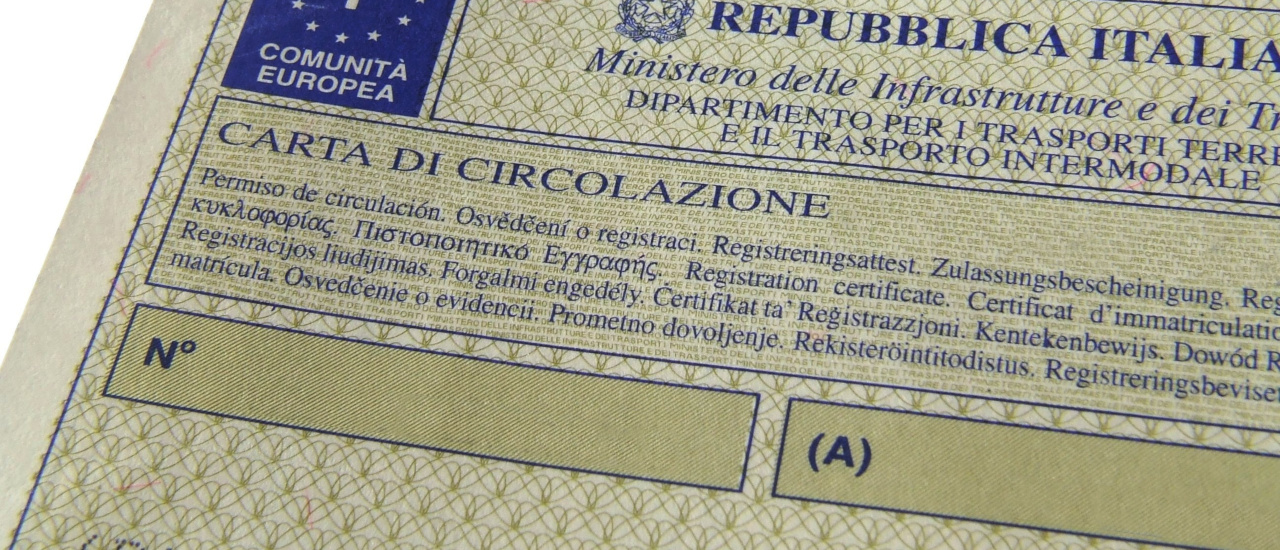 COMUNITÀ
EUROPEA
REPUBBLICA ITALIA
Ministero delle Infrastrutture e dei Tr
DIPARTIMENTO PER I TRASPORTI TERRE
E IL TRASPORTO INTERMODALE
CARTA DI CIRCOLAZIONE
Permiso de circulación. Osvědčení o registraci. Registreringsattest. Zulassungsbescheinigung. Reg
κυκλοφορίας. Πιστοποιητικό Εγγραφής. Registration certificate. Certificat d'immatriculatio
Registracijos liudijimas. Forgalmi engedély. Certifikat ta' Reġistrazzjoni. Kentekenbewijs. Dowód R
matrícula. Osvedčenie o evidencii. Prometno dovoljenje. Rekisteröintitodistus. Registreringsbeviset
N°
(A)